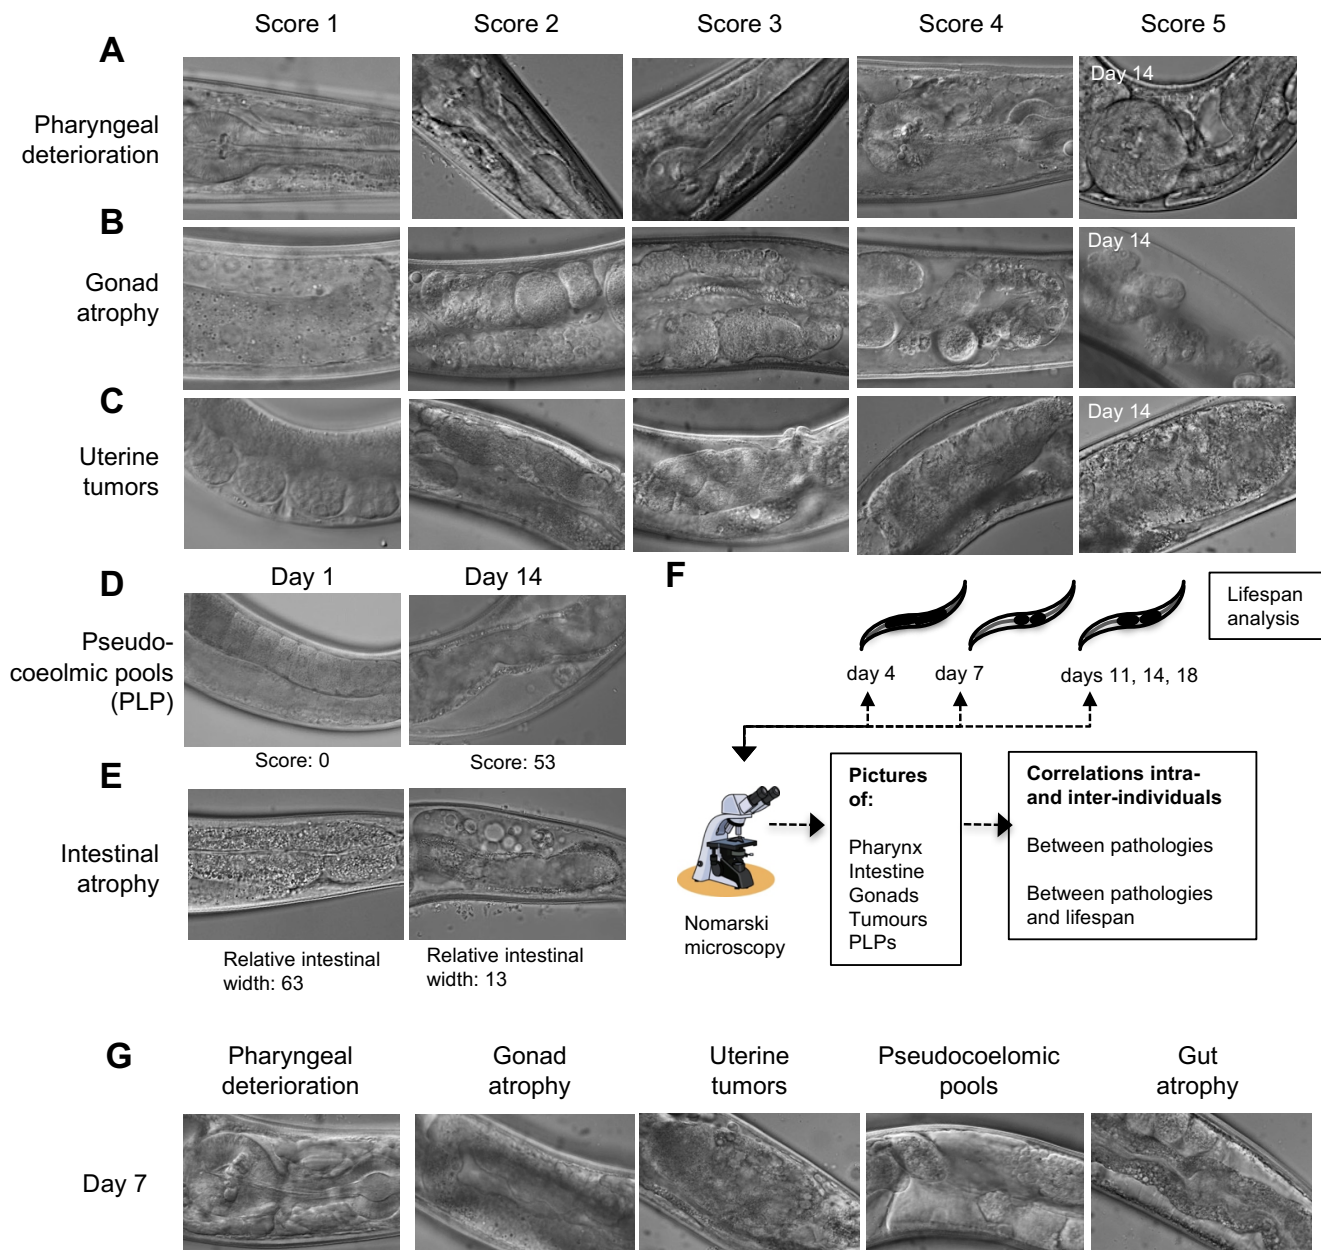 Score 1
Score 2
Score 3
Score 4
Score 5
A
Pharyngeal
deterioration
Day 14
B
Gonad
atrophy
Day 14
C
Uterine
tumors
Day 14
D
Day 1
Day 14
Pseudo-
coeolmic pools
(PLP)
Score: 0
Score: 53
E
Intestinal
atrophy
Relative intestinal
width: 63
Relative intestinal
width: 13
F
Lifespan
analysis
day 4
day 7
days 11, 14, 18
Nomarski
microscopy
Pictures
of:
Pharynx
Intestine
Gonads
Tumours
PLPs
Correlations intra-
and inter-individuals
Between pathologies
Between pathologies
and lifespan
G
Pharyngeal
deterioration
Gonad
atrophy
Uterine
tumors
Pseudocoelomic
pools
Gut
atrophy
Day 7